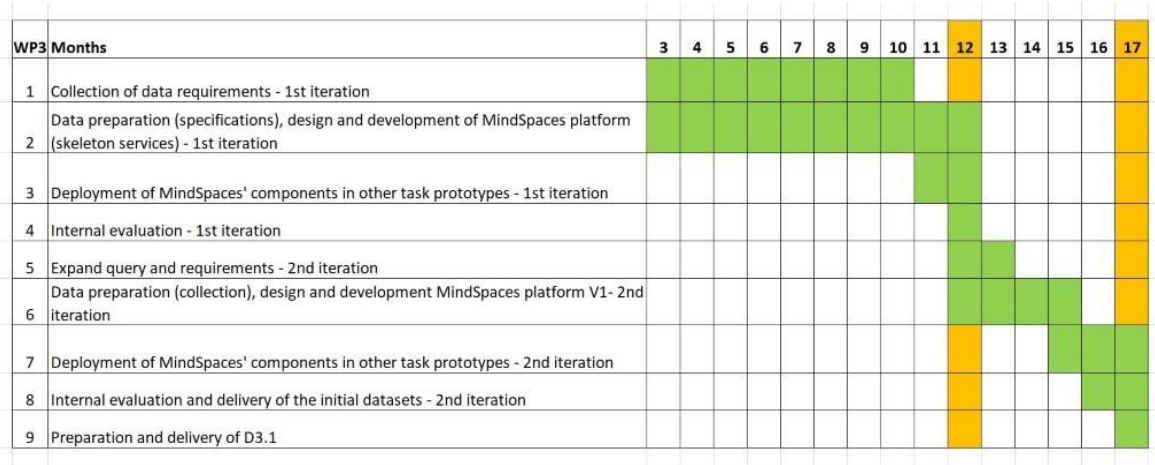 WP3 Months 3 4 5 6 7 8 9 10 11 12 13 14 15 16 17
1 Collection of data requirements - 1st iteration
Data preparation (specifications), design and development of MindSpaces platform
2 (skeleton services) - 1st iteration
3 Deployment of MindSpaces' components in other task prototypes - 1st iteration
4 Internal evaluation - 1st iteration
5 Expand query and requirements - 2nd iteration
Data preparation (collection), design and development MindSpaces platform V1- 2nd
6 iteration
7 Deployment of MindSpaces' components in other task prototypes - 2nd iteration
8 Internal evaluation and delivery of the initial datasets - 2nd iteration
9 Preparation and delivery of D3.1